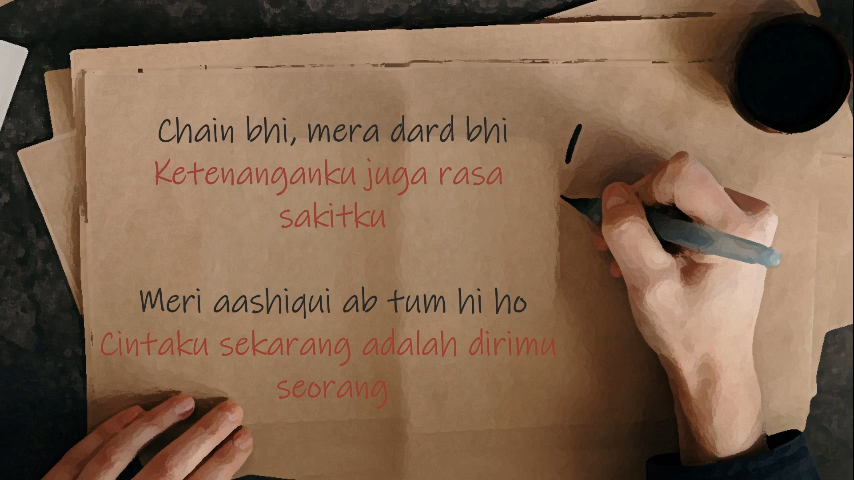 Chain bhi, mera dard bhi
Ketenanganku juga rasa
sakitku
Meri aashiqui ab tum hi ho
Cintaku sekarang adalah dirimu
seorang